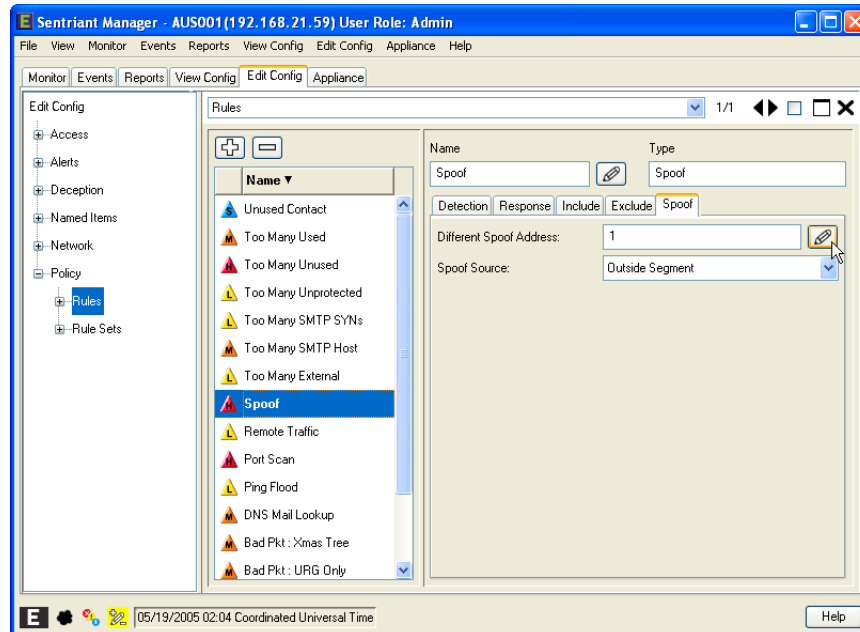 E Sentriant Manager - AUS001(192.168.21.59) User Role: Admin
File View Monitor Events Reports View Config Edit Config Appliance Help
Monitor Events Reports View Config Edit Config Appliance
Edit Config
Access
Alerts
Deception
Named Items
Network
Policy
Rules
Rule Sets
Rules
1/1
Name
S Unused Contact
M Too Many Used
H Too Many Unused
L Too Many Unprotected
L Too Many SMTP SYNs
M Too Many SMTP Host
L Too Many External
H Spoof
L Remote Traffic
H Port Scan
L Ping Flood
M DNS Mail Lookup
M Bad Pkt : Xmas Tree
M Bad Pkt : URG Only
Name Type
Spoof Spoof
Detection Response Include Exclude Spoof
Different Spoof Address: 1
Spoof Source: Outside Segment
E 05/19/2005 02:04 Coordinated Universal Time Help